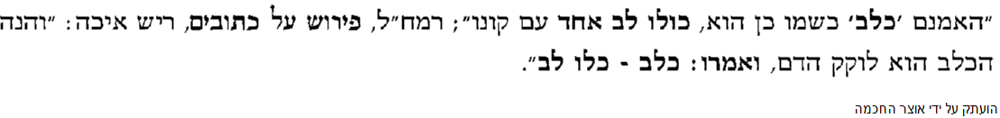 "האמנם 'כלב' כשמו כן הוא, כולו לב אחד עם קונו"; רמח"ל, פירוש על כתובים, ריש איכה: "והנה
הכלב הוא לוקק הדם, ואמרו: כלב - כלו לב".
הועתק על ידי אוצר החכמה